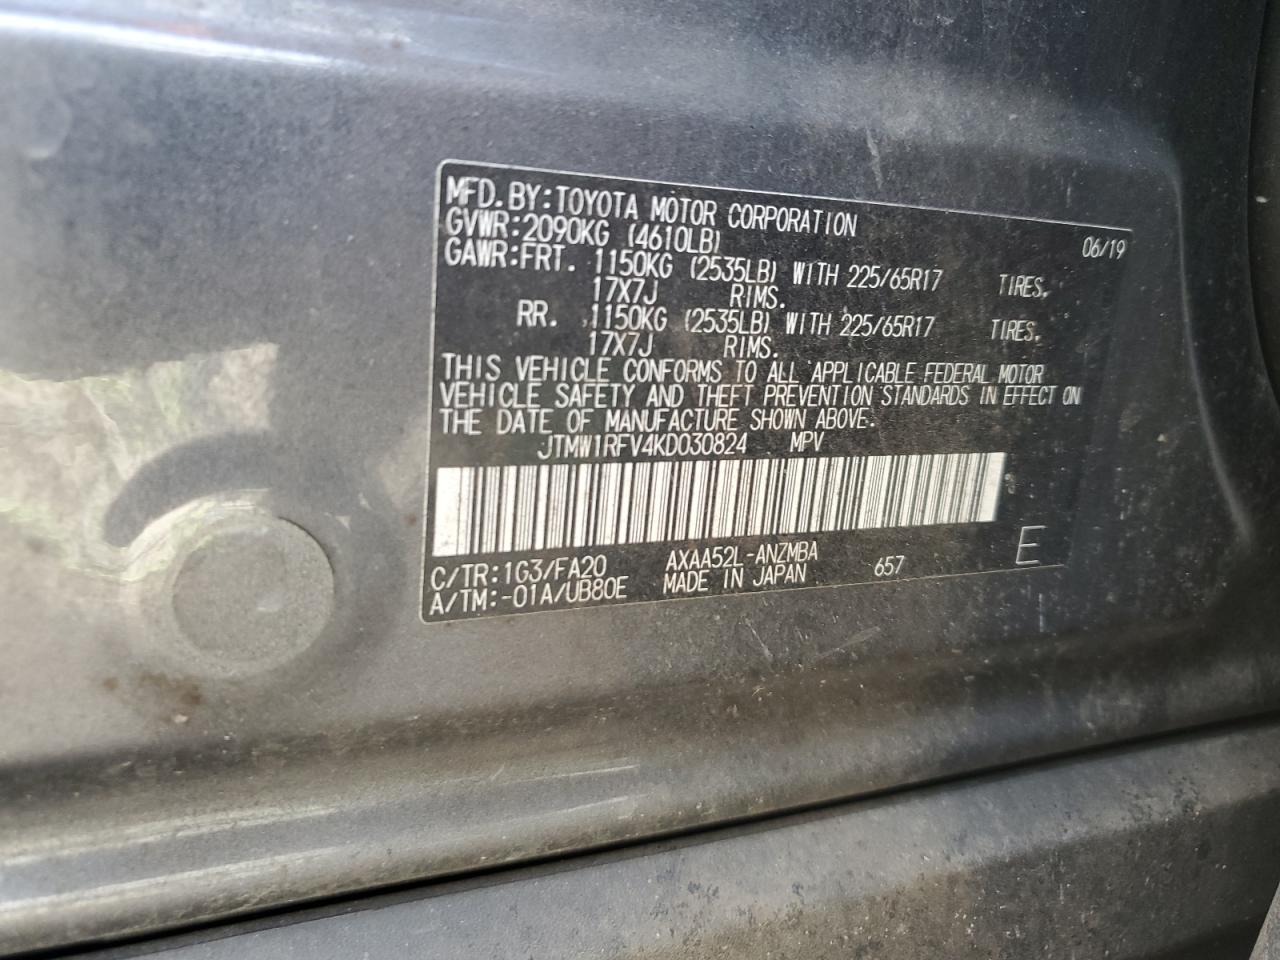 MFD. BY: TOYOTA MOTOR CORPORATION 06/19
GVWR: 2090KG (4610LB)
GAWR: FRT. 1150KG (2535LB) WITH 225/65R17 TIRES,
17X7J RIMS.
RR. 1150KG (2535LB) WITH 225/65R17 TIRES,
17X7J RIMS.
THIS VEHICLE CONFORMS TO ALL APPLICABLE FEDERAL MOTOR
VEHICLE SAFETY AND THEFT PREVENTION STANDARDS IN EFFECT ON
THE DATE OF MANUFACTURE SHOWN ABOVE.
JTMW1RFV4KD030824 MPV
C/TR: 1G3/FA20 AXAA52L-ANZMBA 657 E
A/TM: -01A/UB80E MADE IN JAPAN